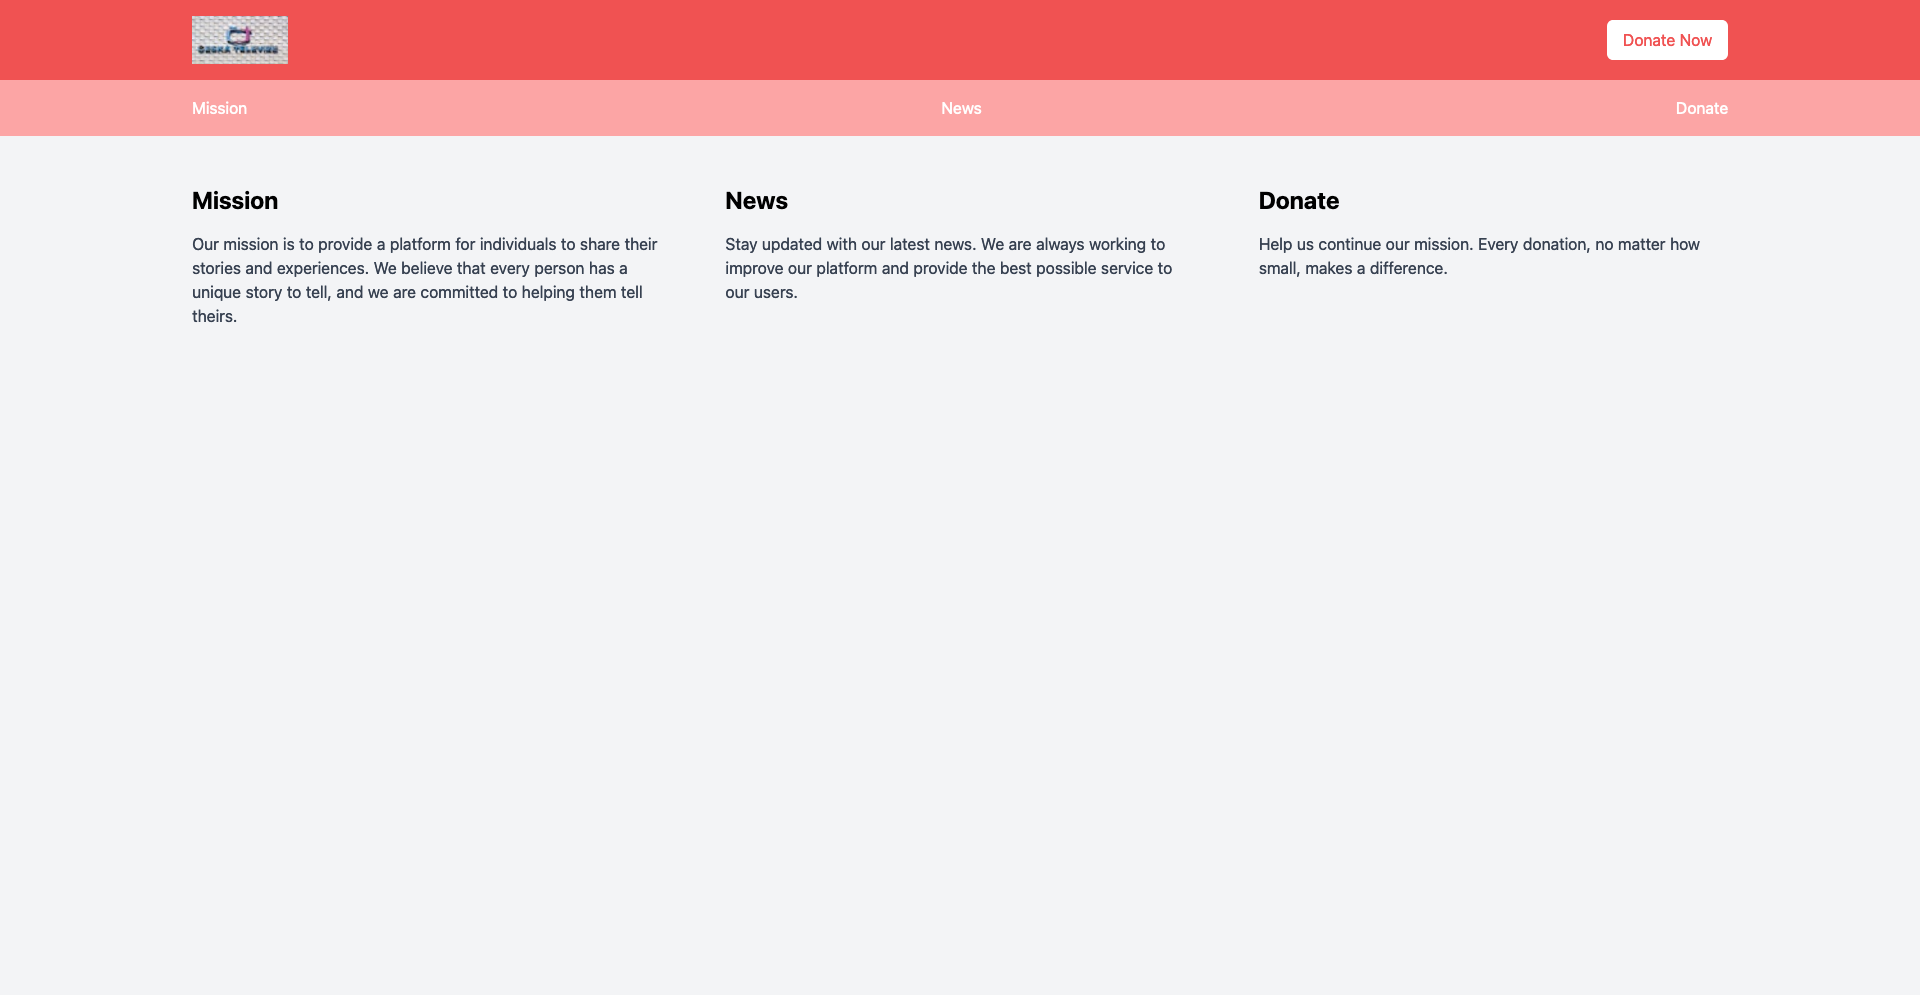 ČESKÁ TELEVIZE
Donate Now
Mission
News
Donate
Mission
Our mission is to provide a platform for individuals to share their
stories and experiences. We believe that every person has a
unique story to tell, and we are committed to helping them tell
theirs.
News
Stay updated with our latest news. We are always working to
improve our platform and provide the best possible service to
our users.
Donate
Help us continue our mission. Every donation, no matter how
small, makes a difference.